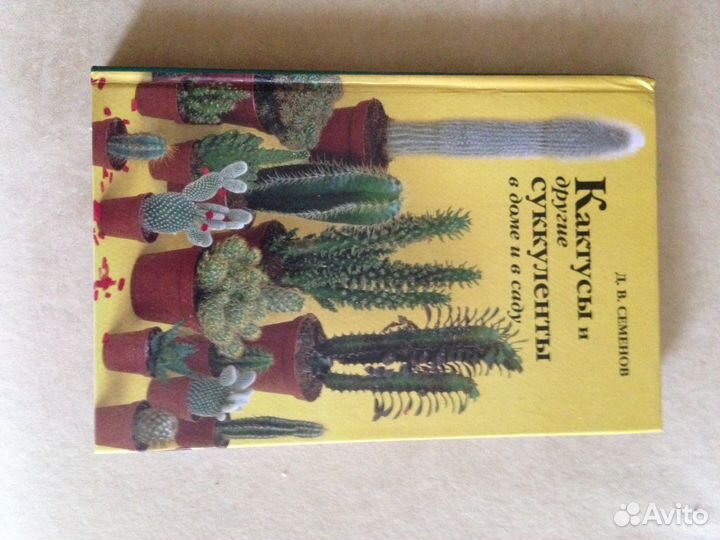 Д. В. СЕМЕНОВ
Кактусы и
другие
суккуленты
в доме и в саду
Avito